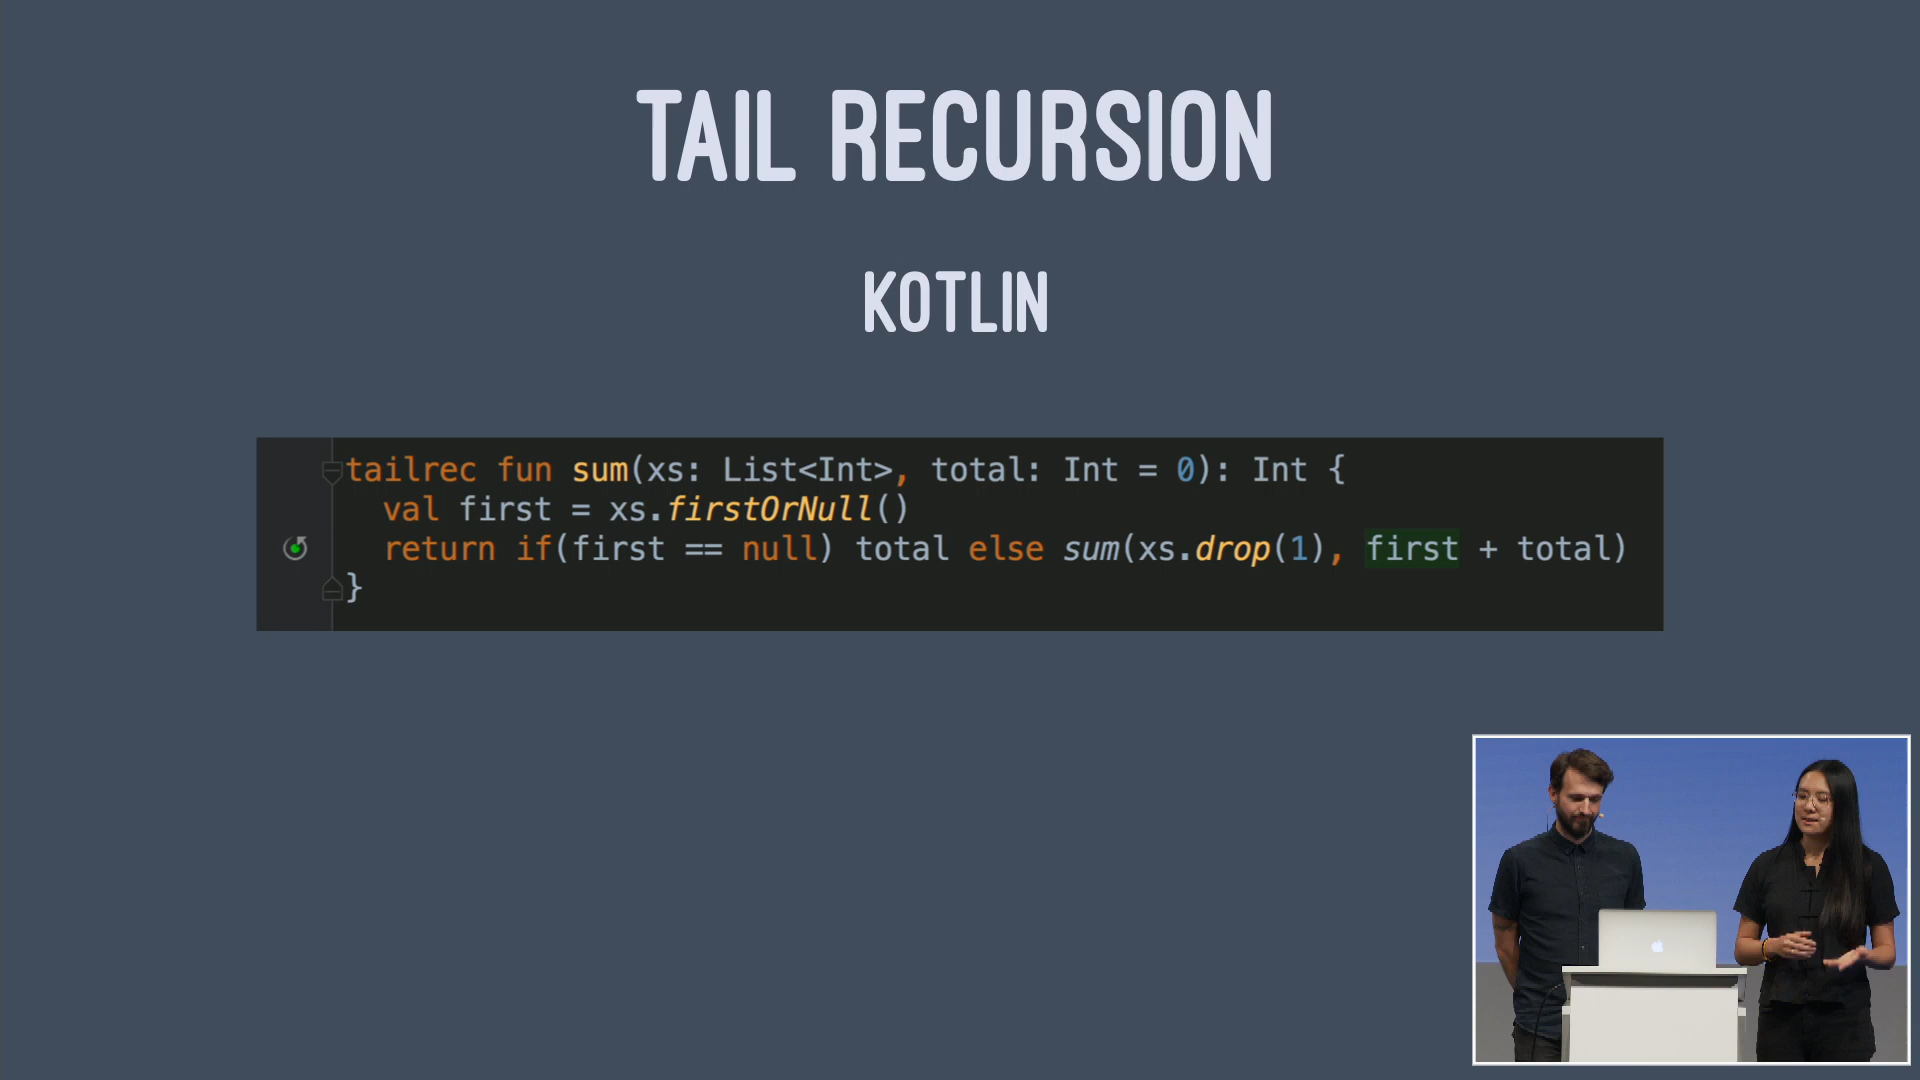 TAIL RECURSION
KOTLIN
tailrec fun sum(xs: List<Int>, total: Int = 0): Int {
val first = xs.firstOrNull()
return if(first == null) total else sum(xs.drop(1), first + total)
}